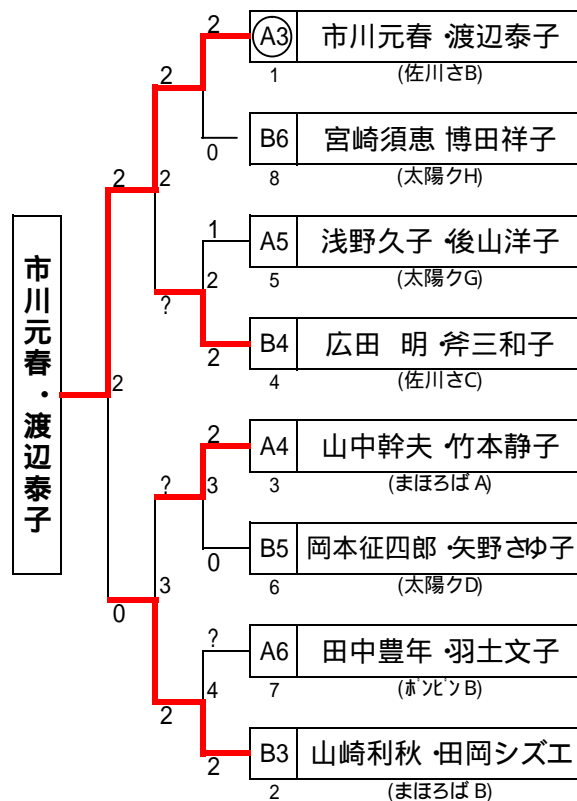 2
A3 市川元春・渡辺泰子
1 (佐川さB)
2
0
B6 宮崎須恵 博田祥子
8 (太陽クH)
2
2
1
A5 浅野久子・後山洋子
5 (太陽クG)
?
2
2
B4 広田 明・斧三和子
4 (佐川さC)
市川元春・渡辺泰子
2
2
A4 山中幹夫・竹本静子
3 (まほろばA)
?
3
0
B5 岡本征四郎・矢野さゆ子
6 (太陽クD)
0
3
?
A6 田中豊年・羽土文子
7 (ボンピンB)
2
4
2
B3 山崎利秋・田岡シズエ
2 (まほろばB)